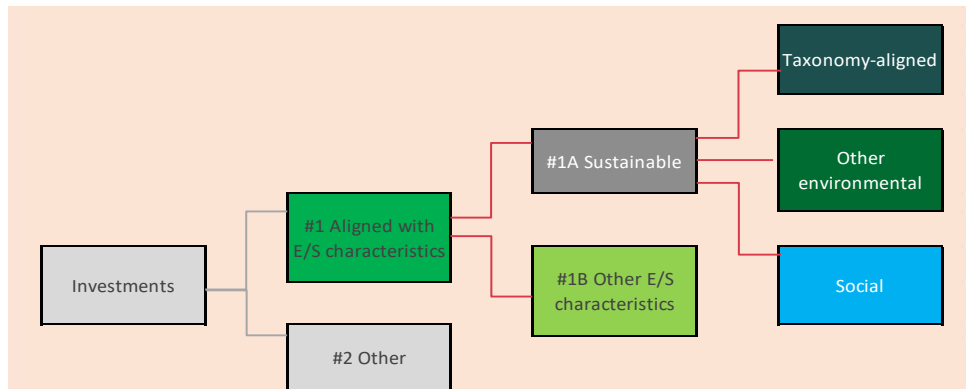 Taxonomy-aligned
#1A Sustainable
Other
environmental
#1 Aligned with
E/S characteristics
Investments
#1B Other E/S
characteristics
Social
#2 Other